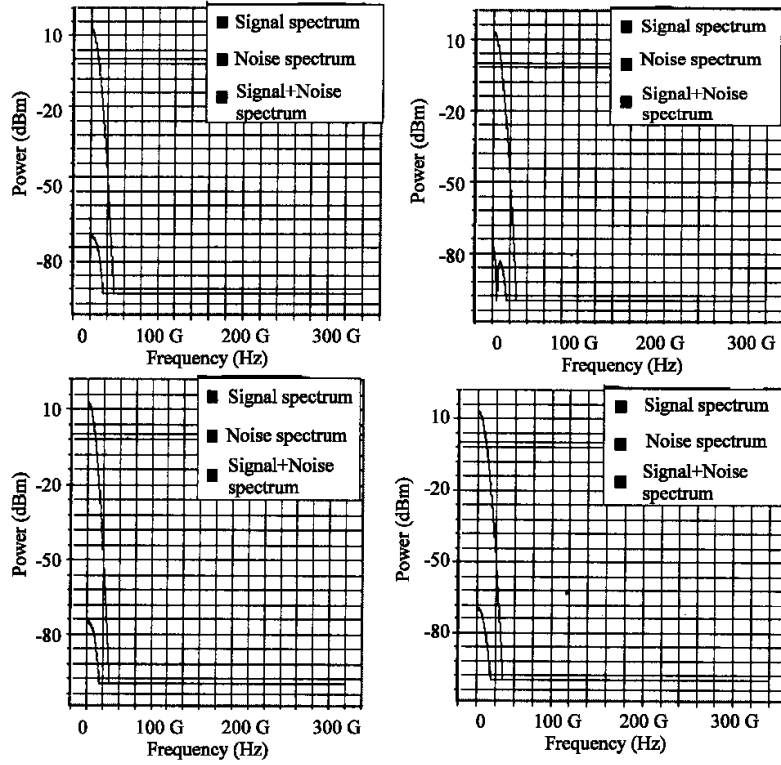 Signal spectrum
Noise spectrum
Signal+Noise
spectrum
Power (dBm)
10
-20
-50
-80
0
100 G
200 G
300 G
Frequency (Hz)
Signal spectrum
Noise spectrum
Signal+Noise
spectrum
Power (dBm)
10
-20
-50
-80
0
100 G
200 G
300 G
Frequency (Hz)
Signal spectrum
Noise spectrum
Signal+Noise
spectrum
Power (dBm)
10
-20
-50
-80
0
100 G
200 G
300 G
Frequency (Hz)
Signal spectrum
Noise spectrum
Signal+Noise
spectrum
Power (dBm)
10
-20
-50
-80
0
100 G
200 G
300 G
Frequency (Hz)